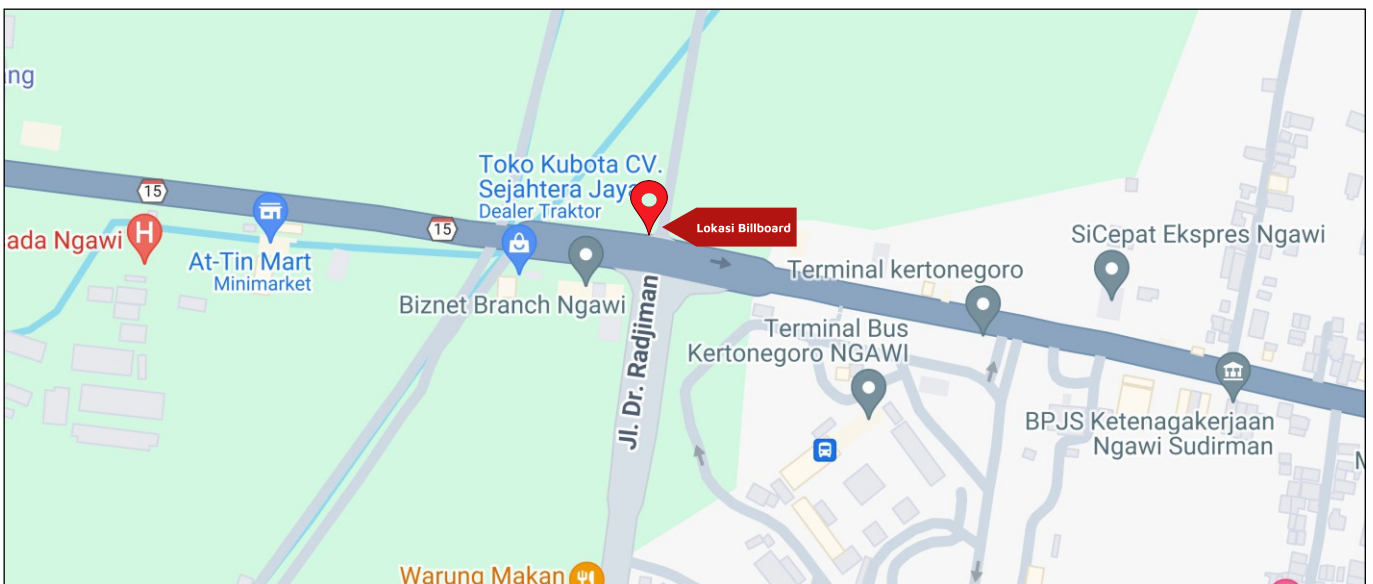 ng
15
Toko Kubota CV.
Sejahtera Jaya
Dealer Traktor
15
Lokasi Billboard
ada Ngawi
H
At-Tin Mart
Minimarket
Biznet Branch Ngawi
Jl. Dr. Radjiman
SiCepat Ekspres Ngawi
Terminal kertonegoro
Terminal Bus
Kertonegoro NGAWI
BPJS Ketenagakerjaan
Ngawi Sudirman
Warung Makan